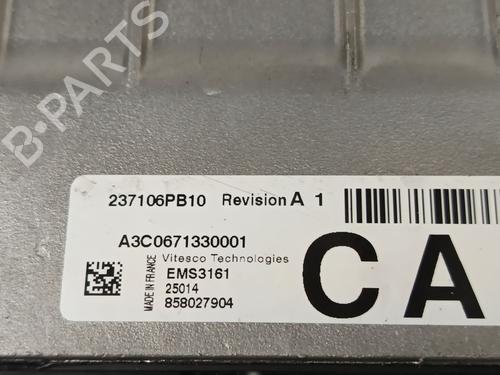 B-PARTS
237106PB10 Revision A 1
A3C0671330001
Vitesco Technologies
MADE IN FRANCE
EMS3161
25014
858027904
CA